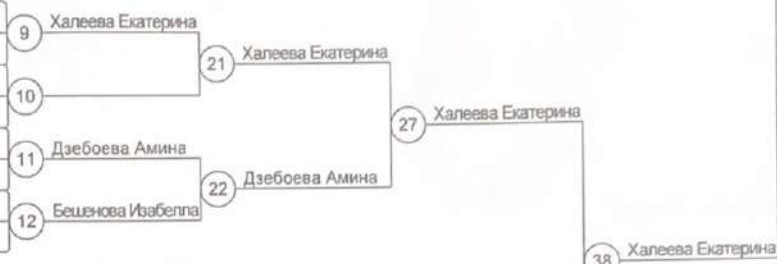 9 Халеева Екатерина
21 Халеева Екатерина
10
27 Халеева Екатерина
11 Дзебоева Амина
22 Дзебоева Амина
12 Бешенова Изабелла
38 Халеева Екатерина